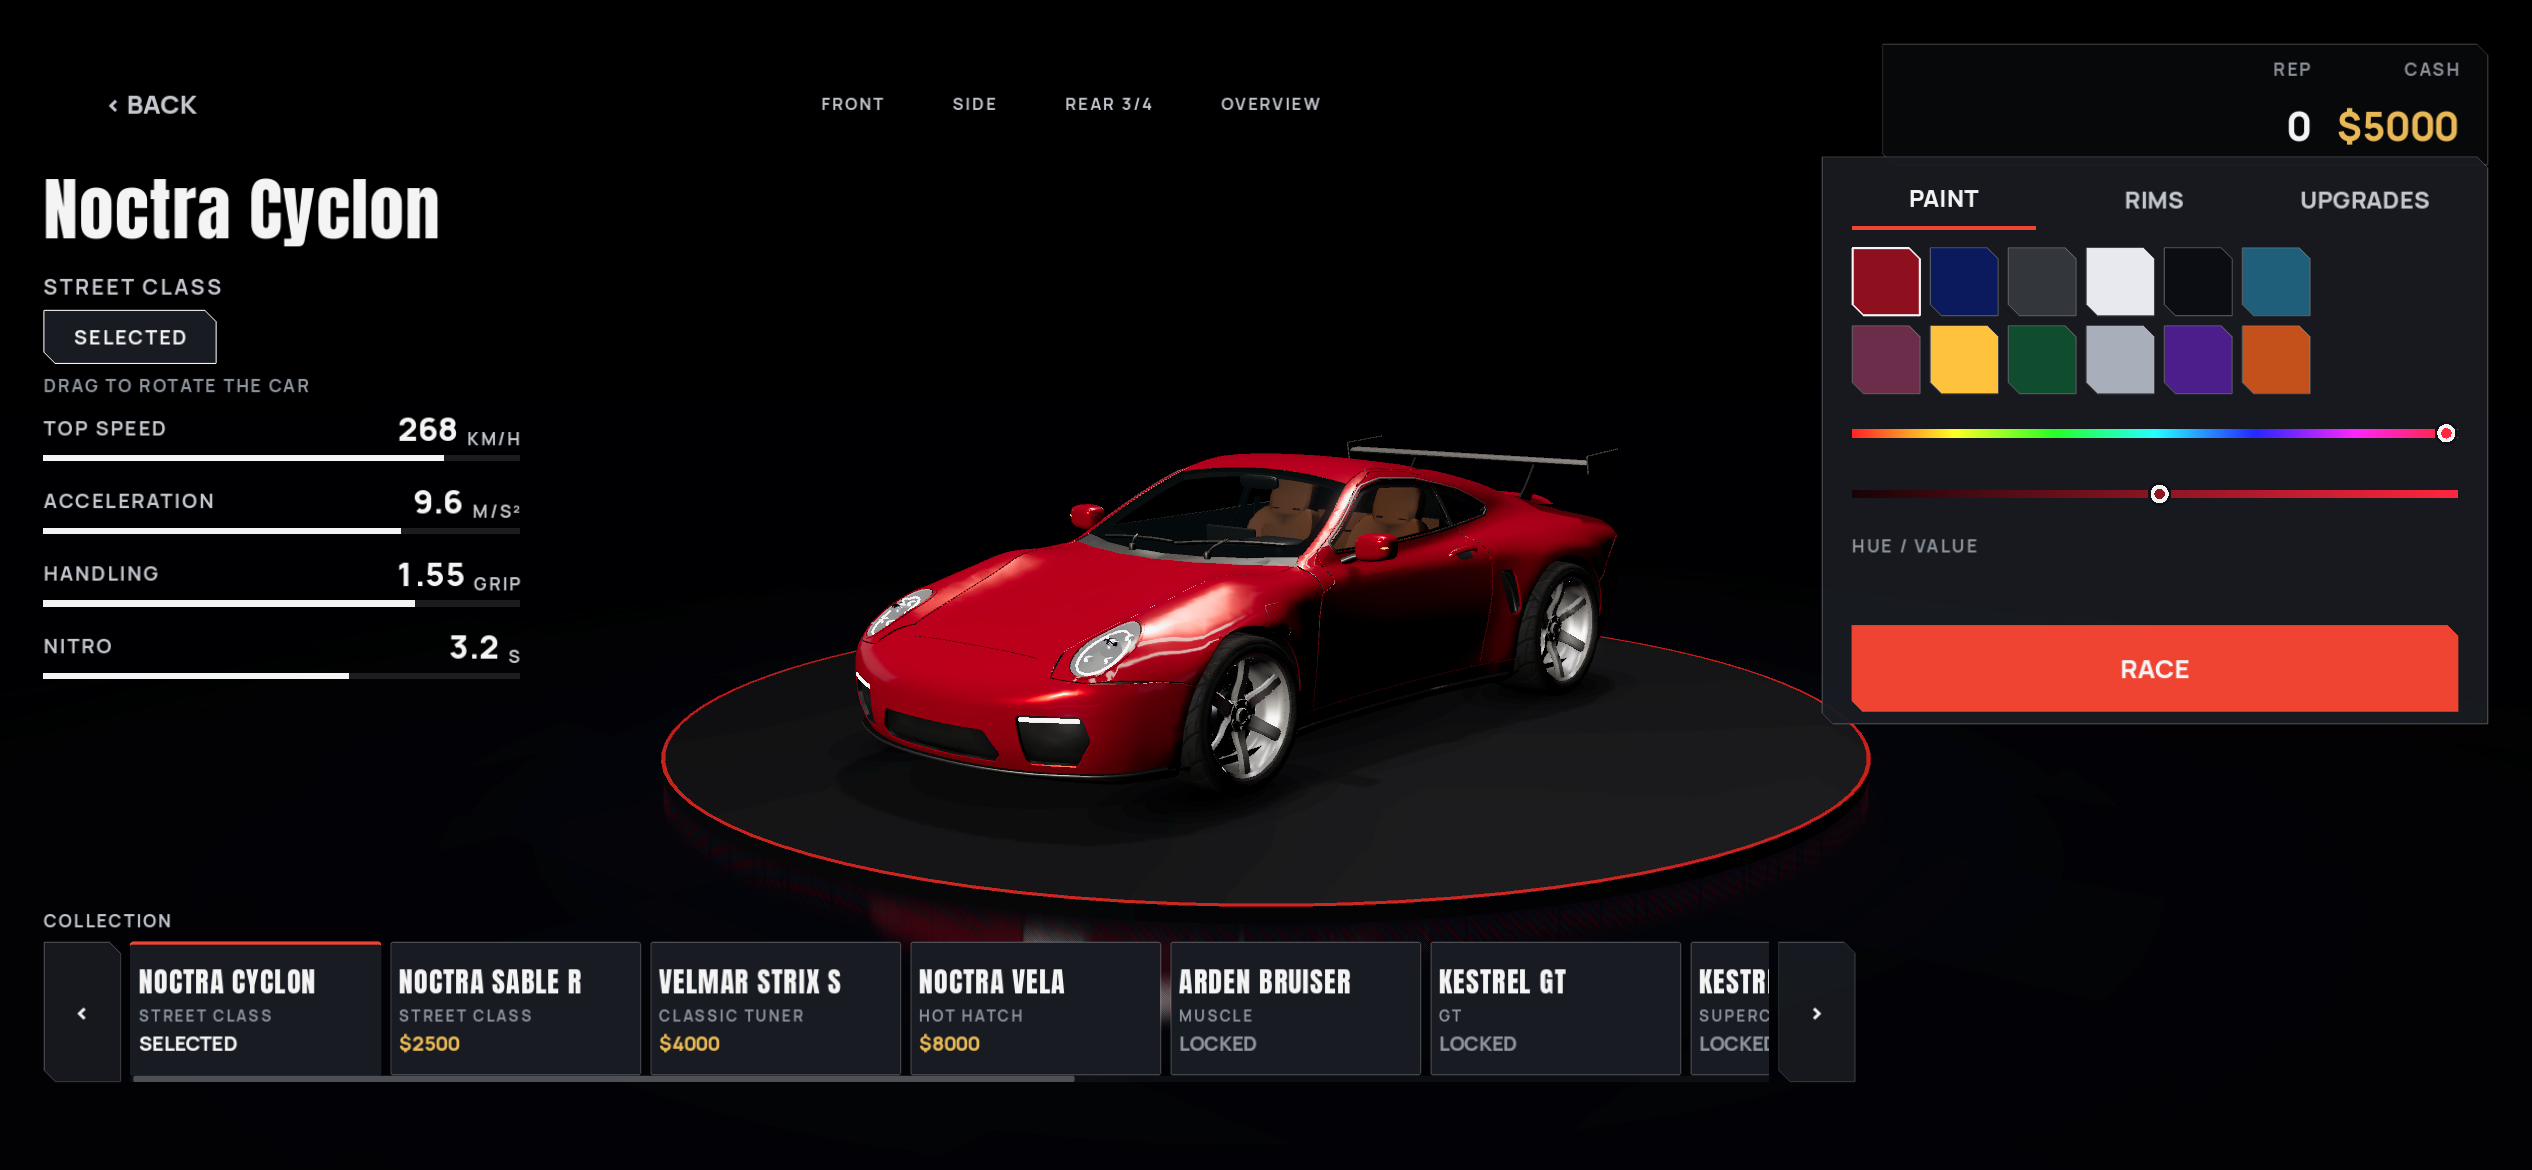 ‹ BACK
FRONT SIDE REAR 3/4 OVERVIEW
REP CASH
0 $5000
Noctra Cyclon
STREET CLASS
SELECTED
DRAG TO ROTATE THE CAR
TOP SPEED 268 KM/H
ACCELERATION 9.6 M/S²
HANDLING 1.55 GRIP
NITRO 3.2 S
PAINT RIMS UPGRADES
HUE / VALUE
RACE
COLLECTION
‹
NOCTRA CYCLON
STREET CLASS
SELECTED
NOCTRA SABLE R
STREET CLASS
$2500
VELMAR STRIX S
CLASSIC TUNER
$4000
NOCTRA VELA
HOT HATCH
$8000
ARDEN BRUISER
MUSCLE
LOCKED
KESTREL GT
GT
LOCKED
KESTR
SUPERC
LOCKED
›